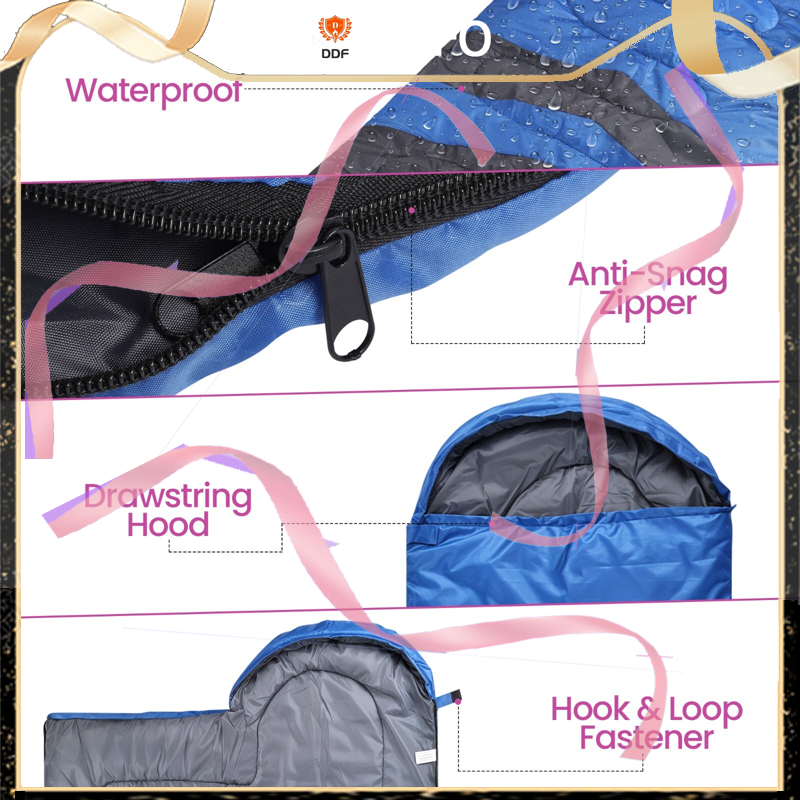 D
DDF
Waterproof
Anti-Snag
Zipper
Drawstring
Hood
Hook & Loop
Fastener